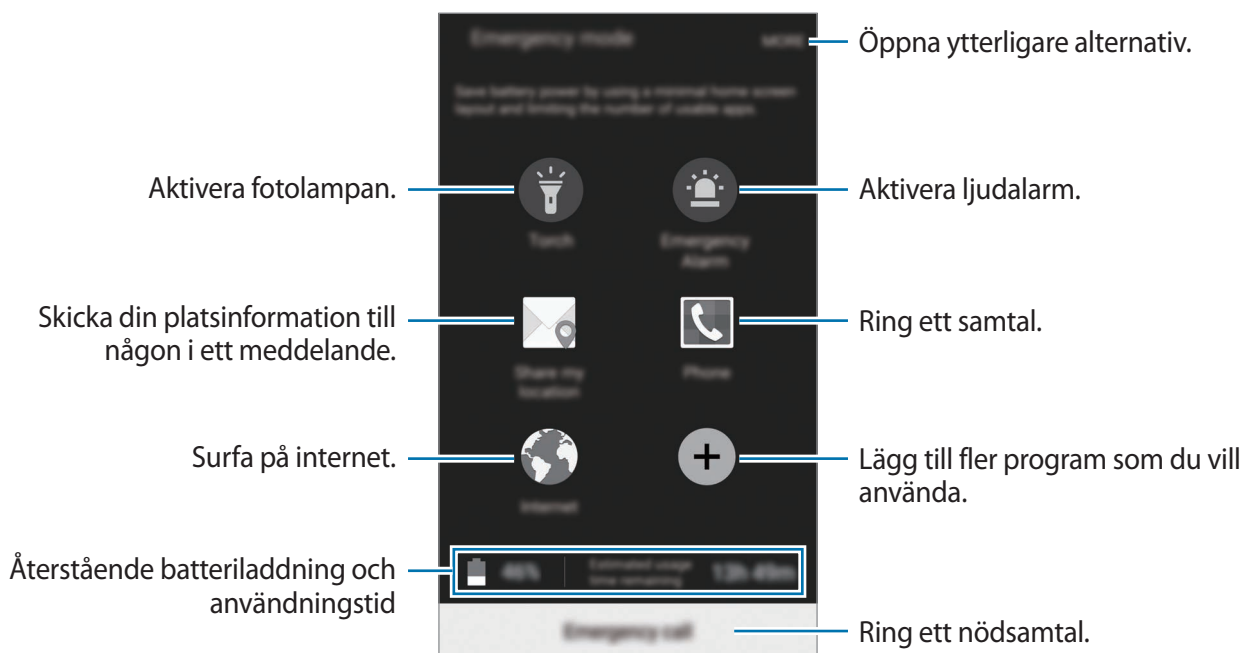 Emergency mode
MORE
Öppna ytterligare alternativ.
Save battery power by using a minimal home screen
layout and limiting the number of usable apps.
Aktivera fotolampan.
Aktivera ljudalarm.
Torch
Emergency
Alarm
Skicka din platsinformation till
någon i ett meddelande.
Ring ett samtal.
Share my
location
Phone
Surfa på internet.
Lägg till fler program som du vill
använda.
Internet
Återstående batteriladdning och
användningstid
46%
Estimated usage
time remaining
13h 49m
Emergency call
Ring ett nödsamtal.